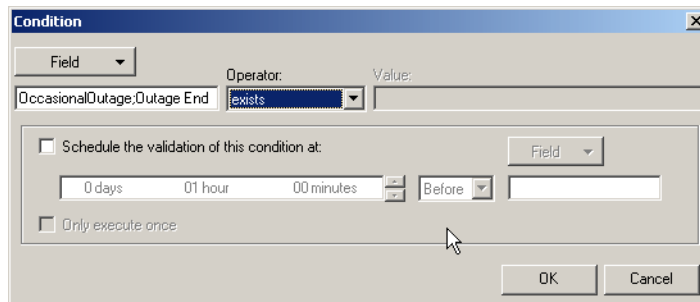 Condition
Field
Operator:
Value:
OccasionalOutage;Outage End
exists
Schedule the validation of this condition at:
Field
0 days 01 hour 00 minutes
Before
Only execute once
OK
Cancel